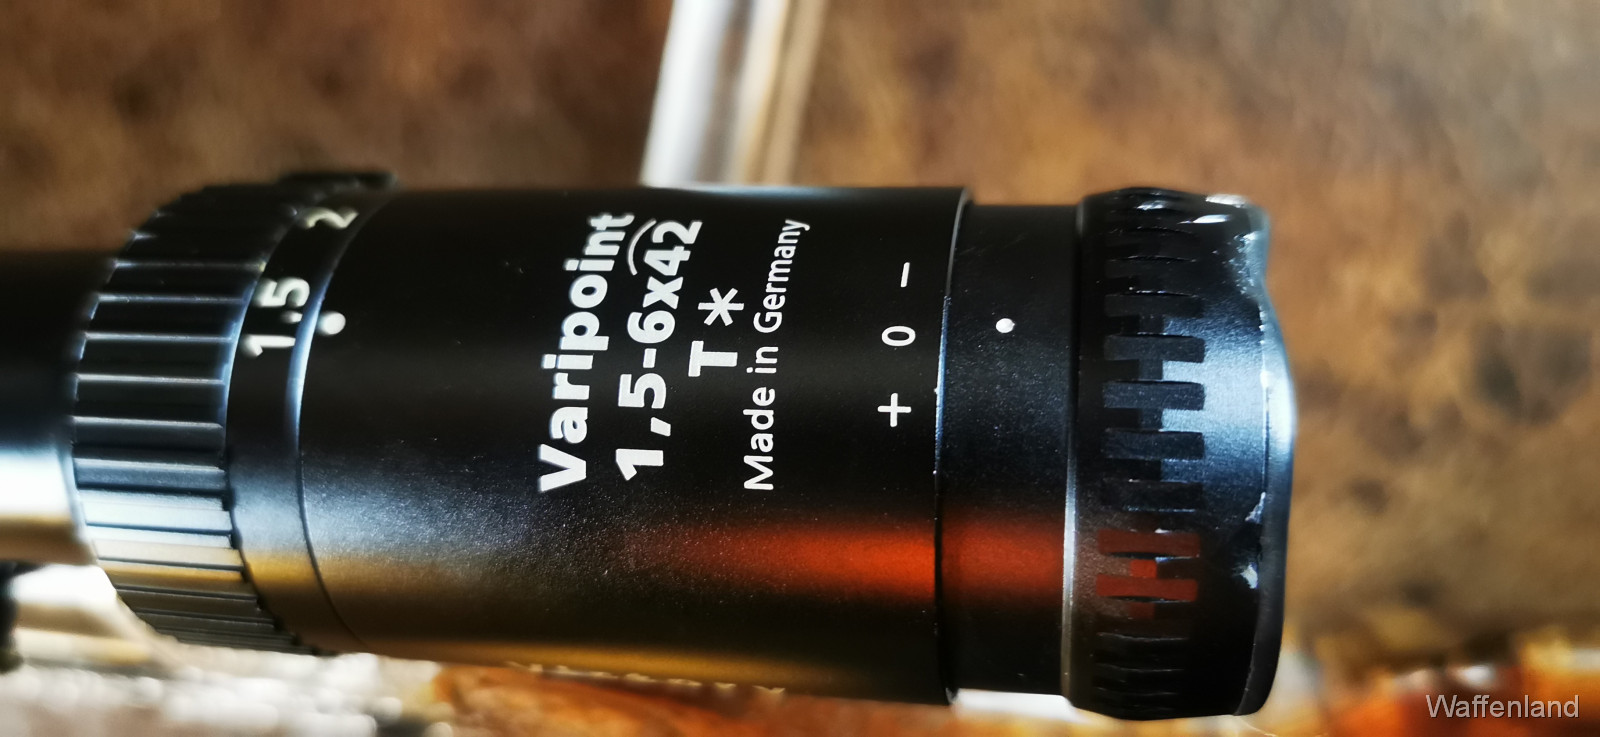 Varipoint
1,5-6x42
T*
Made in Germany
+ 0 -
1.5 2
Waffenland